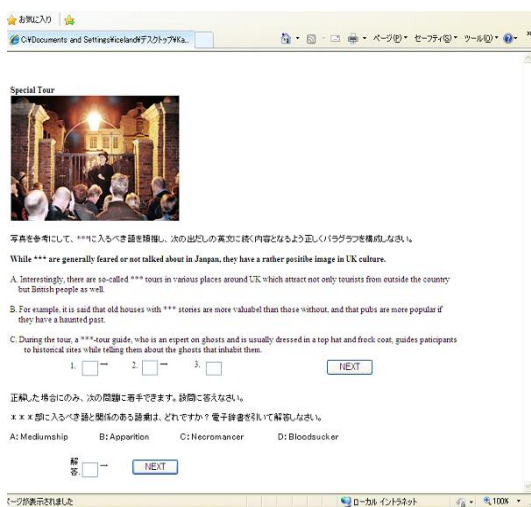 お気に入り
C:¥Documents and Settings¥iceland¥デスクトップ¥Ka...
ページ(P) セーフティ(S) ツール(O)
Special Tour
写真を参考にして、***に入るべき語を類推し、次の出だしの英文に続く内容となるよう正しくパラグラフを構成しなさい。
While *** are generally feared or not talked about in Janpan, they have a rather positibe image in UK culture.
A. Interestingly, there are so-called *** tours in various places around UK which attract not only tourists from outside the country
but British people as well.
B. For example, it is said that old houses with *** stories are more valuabel than those without, and that pubs are more popular if
they have a haunted past.
C. During the tour, a ***-tour guide, who is an espert on ghosts and is usually dressed in a top hat and frock coat, guides paticipants
to historical sites while telling them about the ghosts that inhabit them.
1. → 2. → 3. NEXT
正解した場合にのみ、次の問題に着手できます。設問に答えなさい。
***部に入るべき語と関係のある語彙は、どれですか？電子辞書を引いて解答しなさい。
A: Mediumship B: Apparition C: Necromancer D: Bloodsucker
解答. → NEXT
ページが表示されました ローカル イントラネット 100%